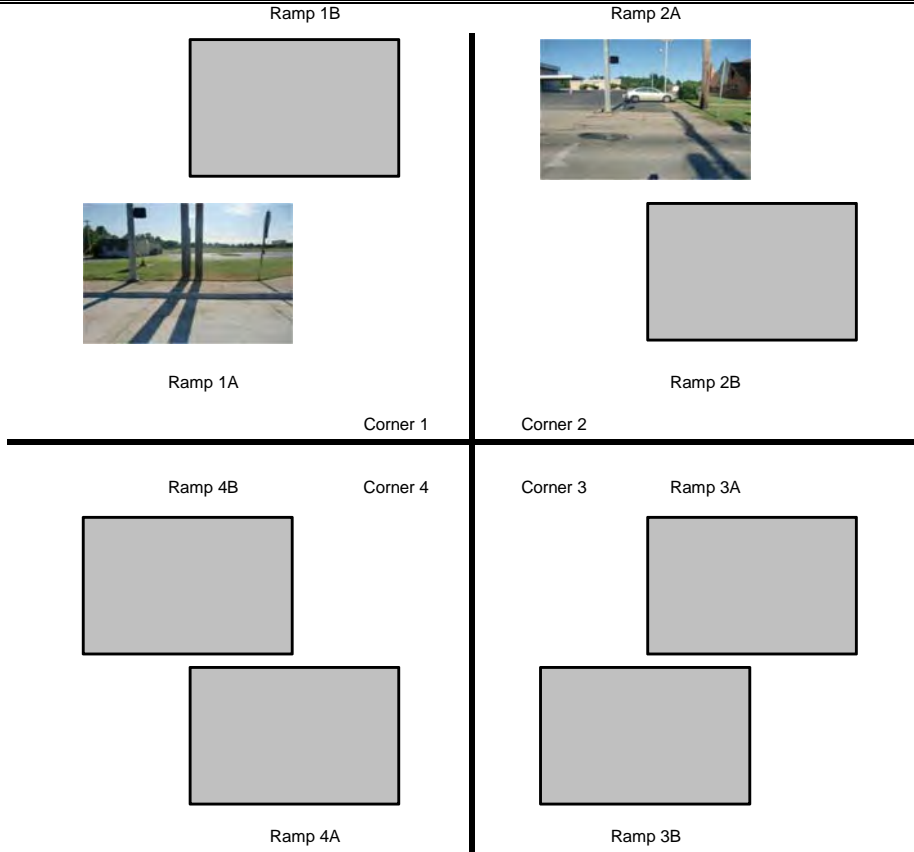 Ramp 1B Ramp 2A
Ramp 1A Ramp 2B
Corner 1 Corner 2
Ramp 4B Corner 4 Corner 3 Ramp 3A
Ramp 4A Ramp 3B